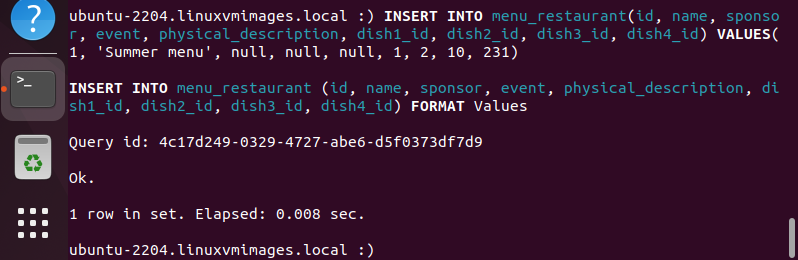 ubuntu-2204.linuxvmimages.local :) INSERT INTO menu_restaurant(id, name, sponso
r, event, physical_description, dish1_id, dish2_id, dish3_id, dish4_id) VALUES(
1, 'Summer menu', null, null, null, 1, 2, 10, 231)
INSERT INTO menu_restaurant (id, name, sponsor, event, physical_description, di
sh1_id, dish2_id, dish3_id, dish4_id) FORMAT Values
Query id: 4c17d249-0329-4727-abe6-d5f0373df7d9
Ok.
1 row in set. Elapsed: 0.008 sec.
ubuntu-2204.linuxvmimages.local :)